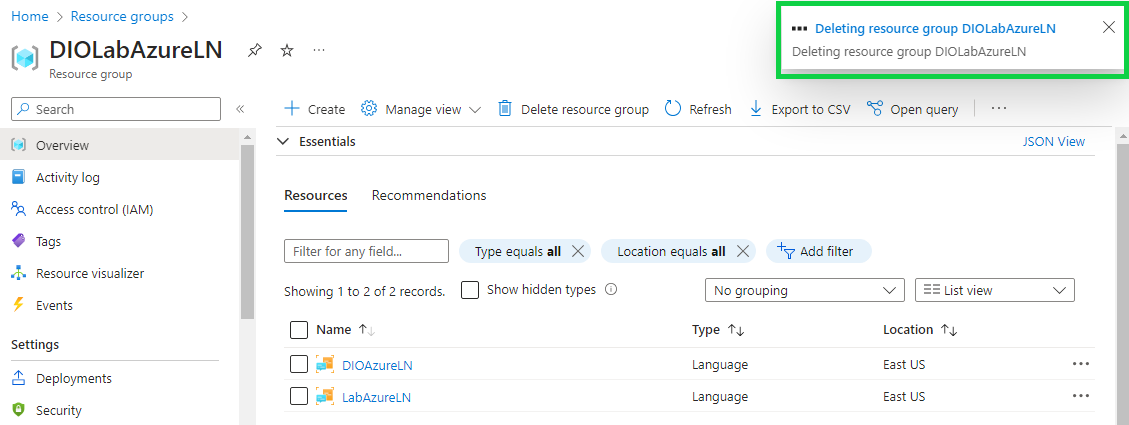 Home > Resource groups >
DIOLabAzureLN
Resource group
Deleting resource group DIOLabAzureLN
Deleting resource group DIOLabAzureLN
Search
Overview
Activity log
Access control (IAM)
Tags
Resource visualizer
Events
Settings
Deployments
Security
Create Manage view Delete resource group Refresh Export to CSV Open query
Essentials JSON View
Resources Recommendations
Filter for any field... Type equals all Location equals all Add filter
Showing 1 to 2 of 2 records. Show hidden types No grouping List view
Name Type Location
DIOAzureLN Language East US
LabAzureLN Language East US